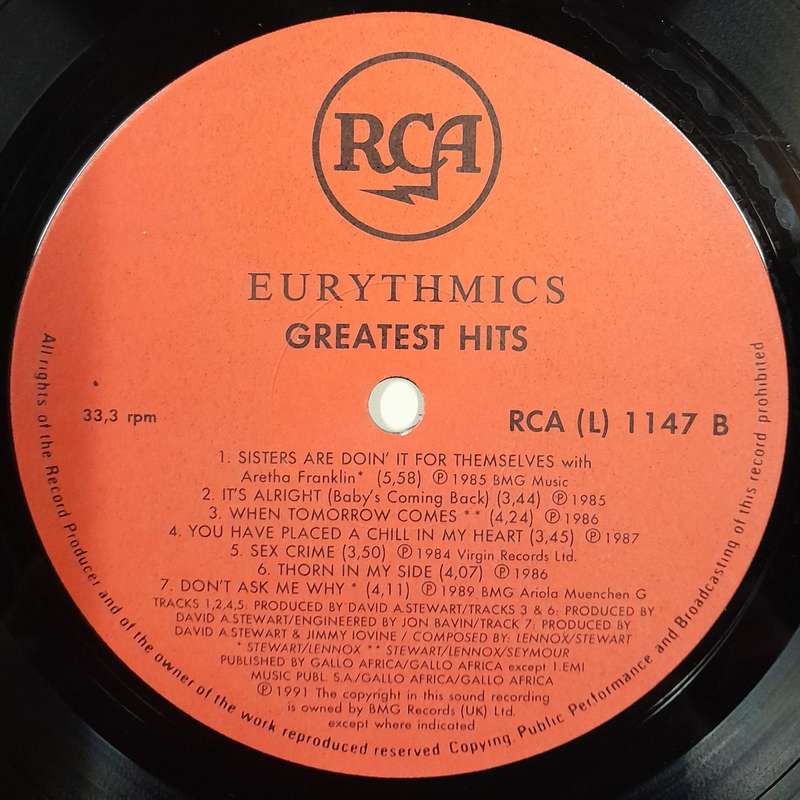 RCA
EURYTHMICS
GREATEST HITS
33,3 rpm
RCA (L) 1147 B
1. SISTERS ARE DOIN' IT FOR THEMSELVES with
Aretha Franklin* (5,58) ℗ 1985 BMG Music
2. IT'S ALRIGHT (Baby's Coming Back) (3,44) ℗ 1985
3. WHEN TOMORROW COMES ** (4,24) ℗ 1986
4. YOU HAVE PLACED A CHILL IN MY HEART (3,45) ℗ 1987
5. SEX CRIME (3,50) ℗ 1984 Virgin Records Ltd.
6. THORN IN MY SIDE (4,07) ℗ 1986
7. DON'T ASK ME WHY * (4,11) ℗ 1989 BMG Ariola Muenchen G
TRACKS 1,2,4,5; PRODUCED BY DAVID A.STEWART/TRACKS 3 & 6; PRODUCED BY
DAVID A.STEWART/ENGINEERED BY JON BAVIN/TRACK 7; PRODUCED BY
DAVID A.STEWART & JIMMY IOVINE / COMPOSED BY: LENNOX/STEWART
* STEWART/LENNOX ** STEWART/LENNOX/SEYMOUR
PUBLISHED BY GALLO AFRICA/GALLO AFRICA except 1.EMI
MUSIC PUBL. S.A/GALLO AFRICA/GALLO AFRICA
℗ 1991 The copyright in this sound recording
is owned by BMG Records (UK) Ltd.
except where indicated.
All rights of the Record Producer and of the owner of the work reproduced reserved Copying, Public Performance and Broadcasting of this record prohibited